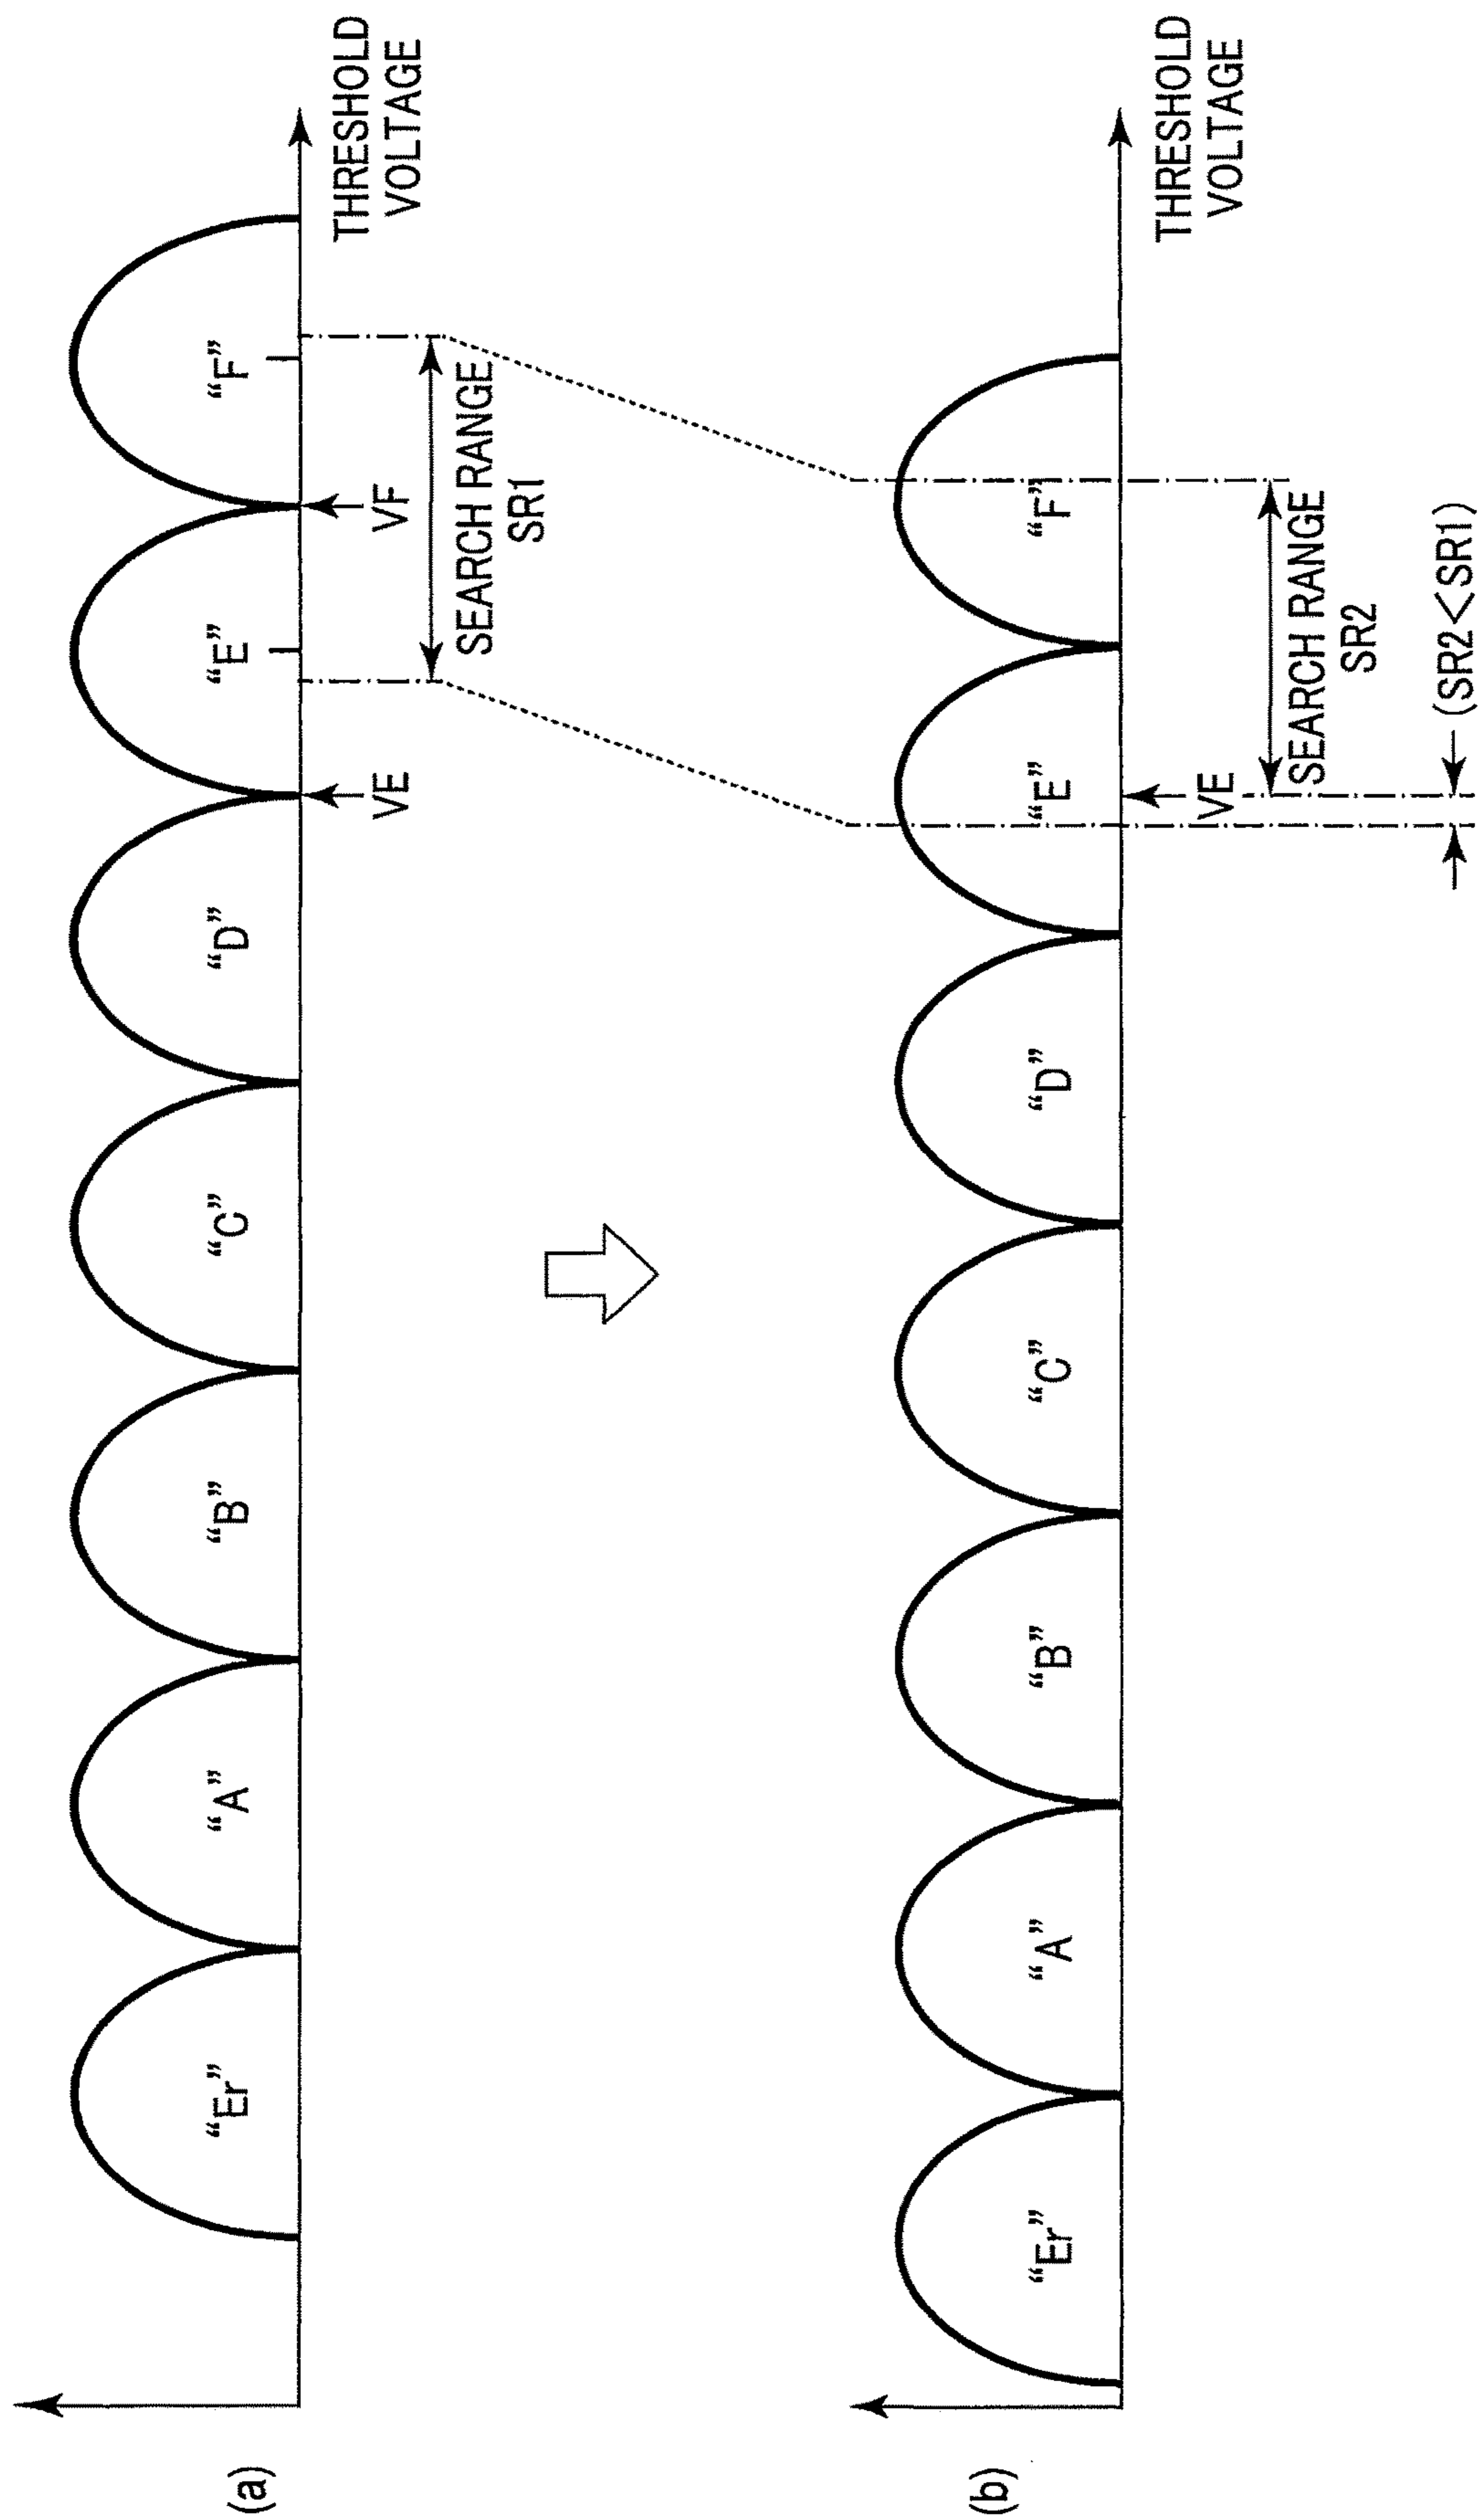 (a)
“Er”
“A”
“B”
“C”
“D”
“E”
“F”
VE
VF
THRESHOLD
VOLTAGE
SEARCH RANGE
SR1
(b)
“Er”
“A”
“B”
“C”
“D”
“E”
“F”
VE
THRESHOLD
VOLTAGE
SEARCH RANGE
SR2
(SR2<SR1)